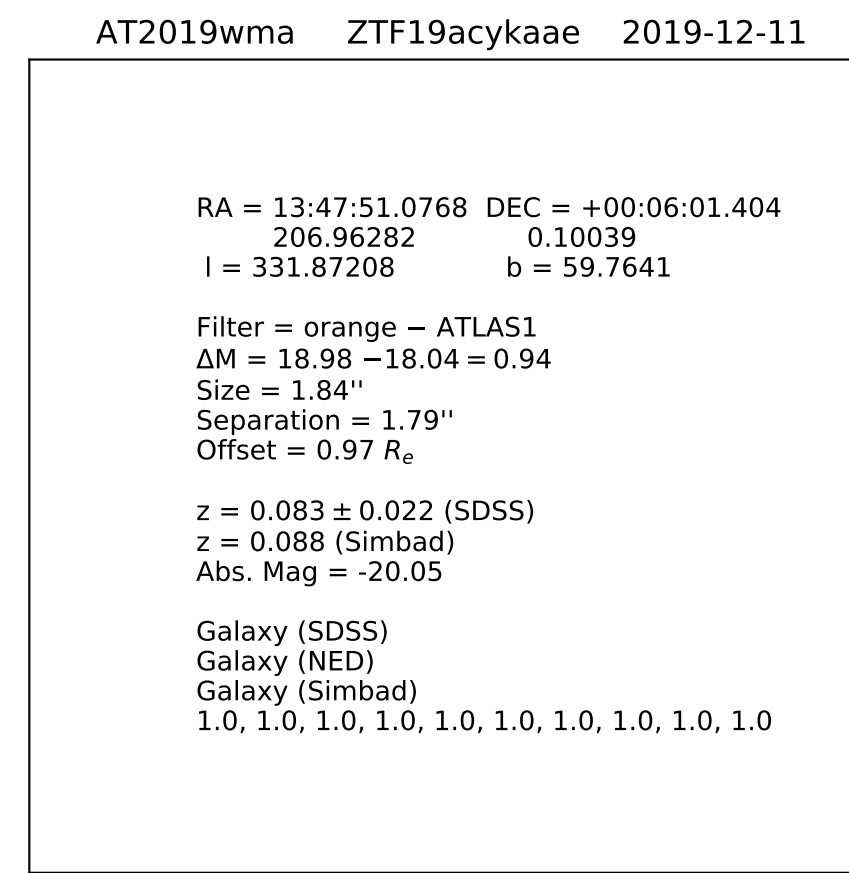 AT2019wma ZTF19acykaae 2019-12-11
RA = 13:47:51.0768 DEC = +00:06:01.404
206.96282 0.10039
l = 331.87208 b = 59.7641
Filter = orange − ATLAS1
ΔM = 18.98 −18.04 = 0.94
Size = 1.84''
Separation = 1.79''
Offset = 0.97 Rₑ
z = 0.083 ± 0.022 (SDSS)
z = 0.088 (Simbad)
Abs. Mag = -20.05
Galaxy (SDSS)
Galaxy (NED)
Galaxy (Simbad)
1.0, 1.0, 1.0, 1.0, 1.0, 1.0, 1.0, 1.0, 1.0, 1.0